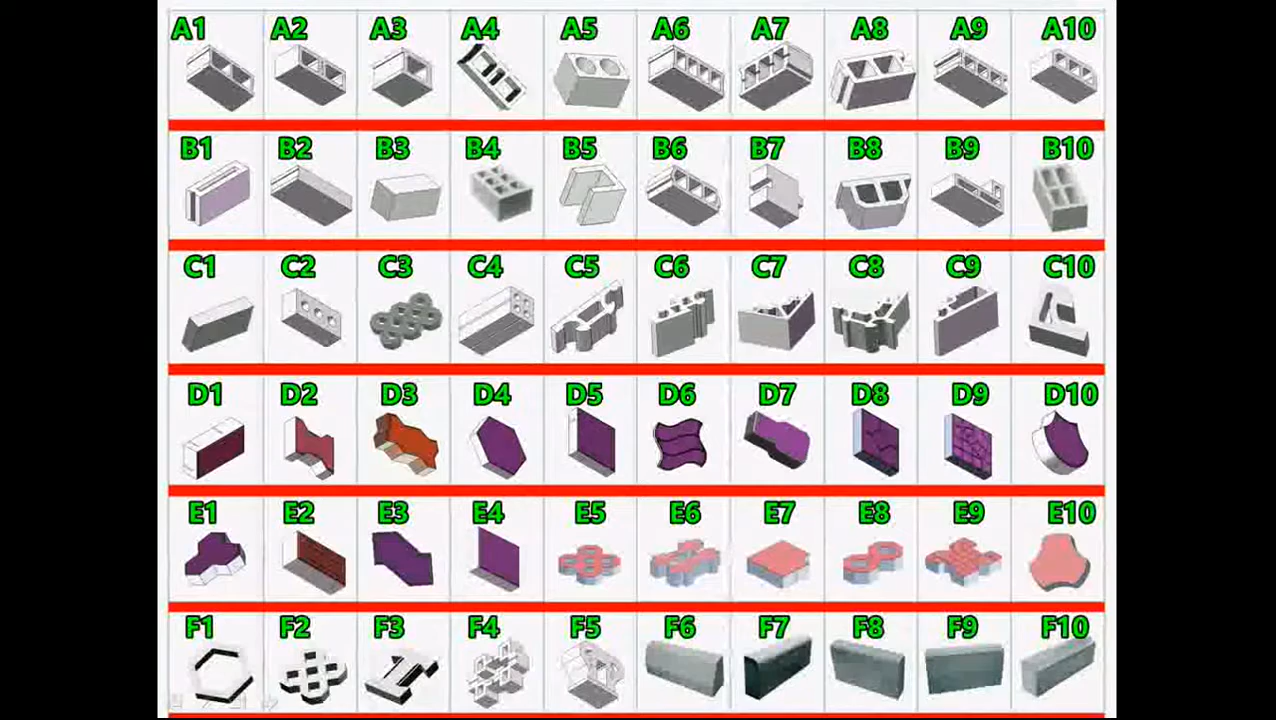 A1 A2 A3 A4 A5 A6 A7 A8 A9 A10
B1 B2 B3 B4 B5 B6 B7 B8 B9 B10
C1 C2 C3 C4 C5 C6 C7 C8 C9 C10
D1 D2 D3 D4 D5 D6 D7 D8 D9 D10
E1 E2 E3 E4 E5 E6 E7 E8 E9 E10
F1 F2 F3 F4 F5 F6 F7 F8 F9 F10